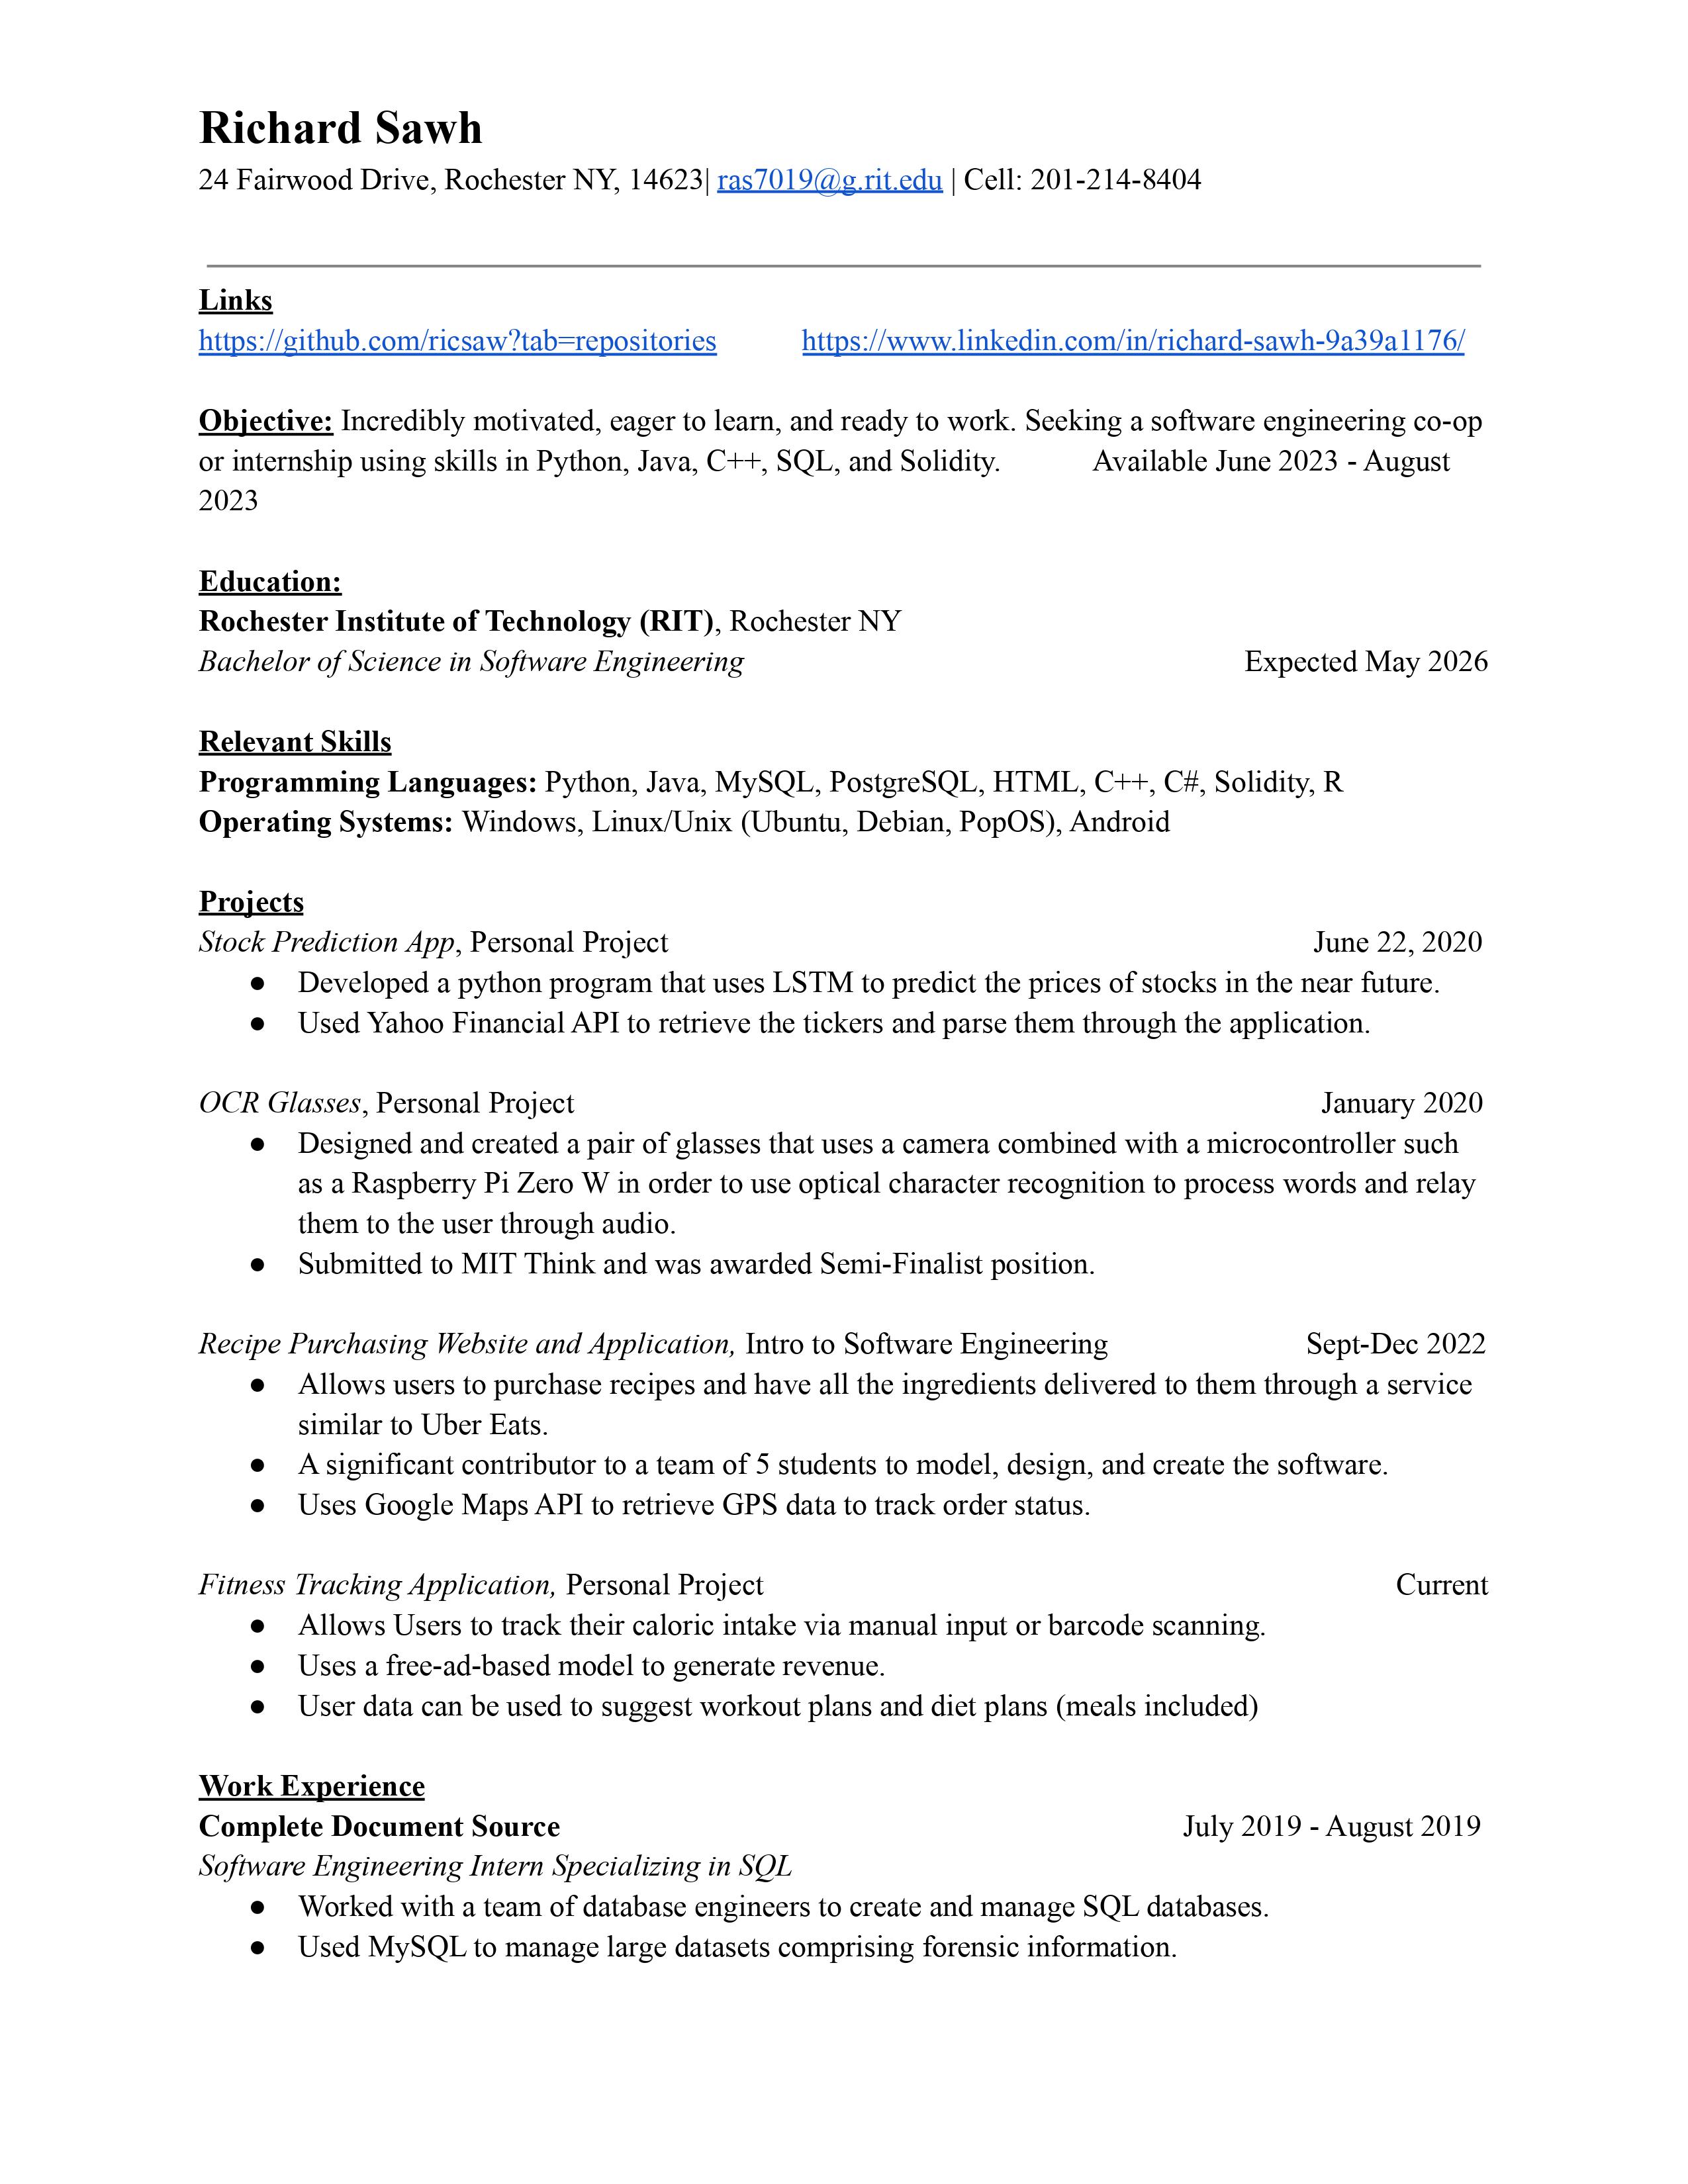 Richard Sawh
24 Fairwood Drive, Rochester NY, 14623| ras7019@g.rit.edu | Cell: 201-214-8404
Links
https://github.com/ricsaw?tab=repositories https://www.linkedin.com/in/richard-sawh-9a39a1176/
Objective: Incredibly motivated, eager to learn, and ready to work. Seeking a software engineering co-op
or internship using skills in Python, Java, C++, SQL, and Solidity. Available June 2023 - August
2023
Education:
Rochester Institute of Technology (RIT), Rochester NY
Bachelor of Science in Software Engineering Expected May 2026
Relevant Skills
Programming Languages: Python, Java, MySQL, PostgreSQL, HTML, C++, C#, Solidity, R
Operating Systems: Windows, Linux/Unix (Ubuntu, Debian, PopOS), Android
Projects
Stock Prediction App, Personal Project June 22, 2020
● Developed a python program that uses LSTM to predict the prices of stocks in the near future.
● Used Yahoo Financial API to retrieve the tickers and parse them through the application.
OCR Glasses, Personal Project January 2020
● Designed and created a pair of glasses that uses a camera combined with a microcontroller such
as a Raspberry Pi Zero W in order to use optical character recognition to process words and relay
them to the user through audio.
● Submitted to MIT Think and was awarded Semi-Finalist position.
Recipe Purchasing Website and Application, Intro to Software Engineering Sept-Dec 2022
● Allows users to purchase recipes and have all the ingredients delivered to them through a service
similar to Uber Eats.
● A significant contributor to a team of 5 students to model, design, and create the software.
● Uses Google Maps API to retrieve GPS data to track order status.
Fitness Tracking Application, Personal Project Current
● Allows Users to track their caloric intake via manual input or barcode scanning.
● Uses a free-ad-based model to generate revenue.
● User data can be used to suggest workout plans and diet plans (meals included)
Work Experience
Complete Document Source July 2019 - August 2019
Software Engineering Intern Specializing in SQL
● Worked with a team of database engineers to create and manage SQL databases.
● Used MySQL to manage large datasets comprising forensic information.